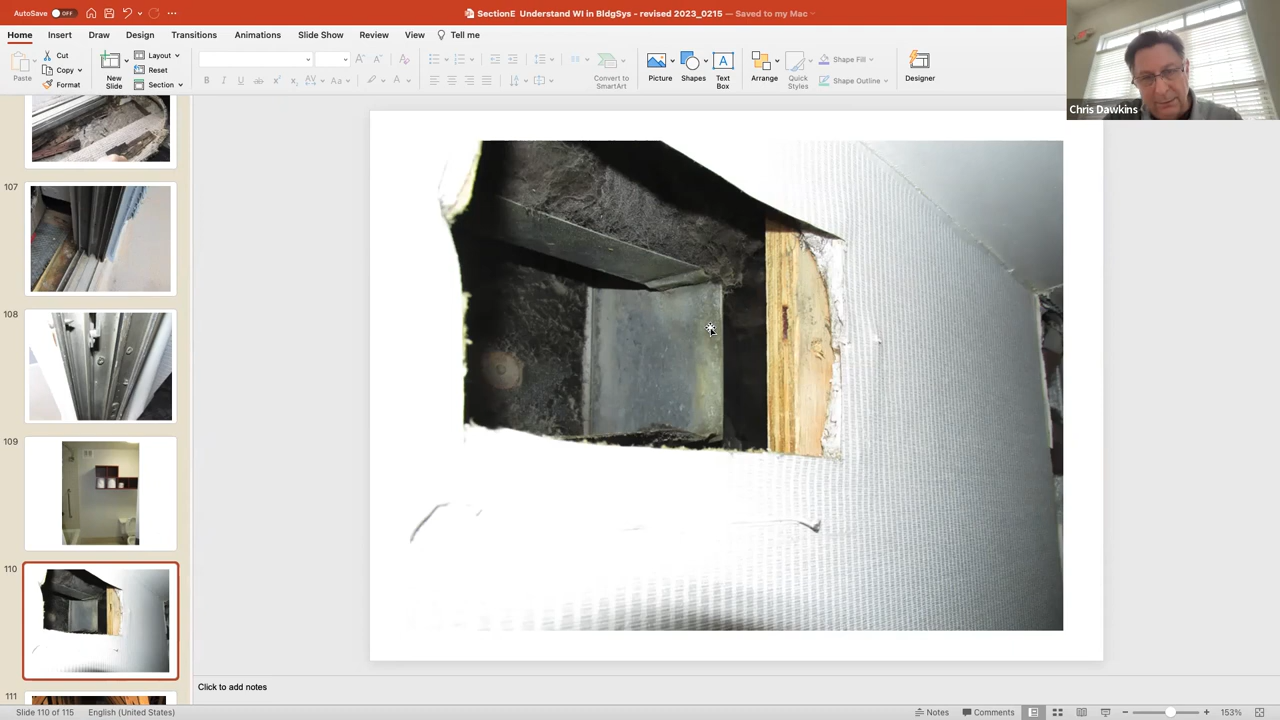 AutoSave OFF
SectionE Understand WI in BldgSys - revised 2023_0215 — Saved to my Mac
Home Insert Draw Design Transitions Animations Slide Show Review View Tell me
Paste
Cut
Copy
Format
New Slide
Layout
Reset
Section
Convert to SmartArt
Picture
Shapes
Text Box
Arrange
Quick Styles
Shape Fill
Shape Outline
Designer
Chris Dawkins
107
108
109
110
111
Click to add notes
Slide 110 of 115 English (United States) Notes Comments 153%